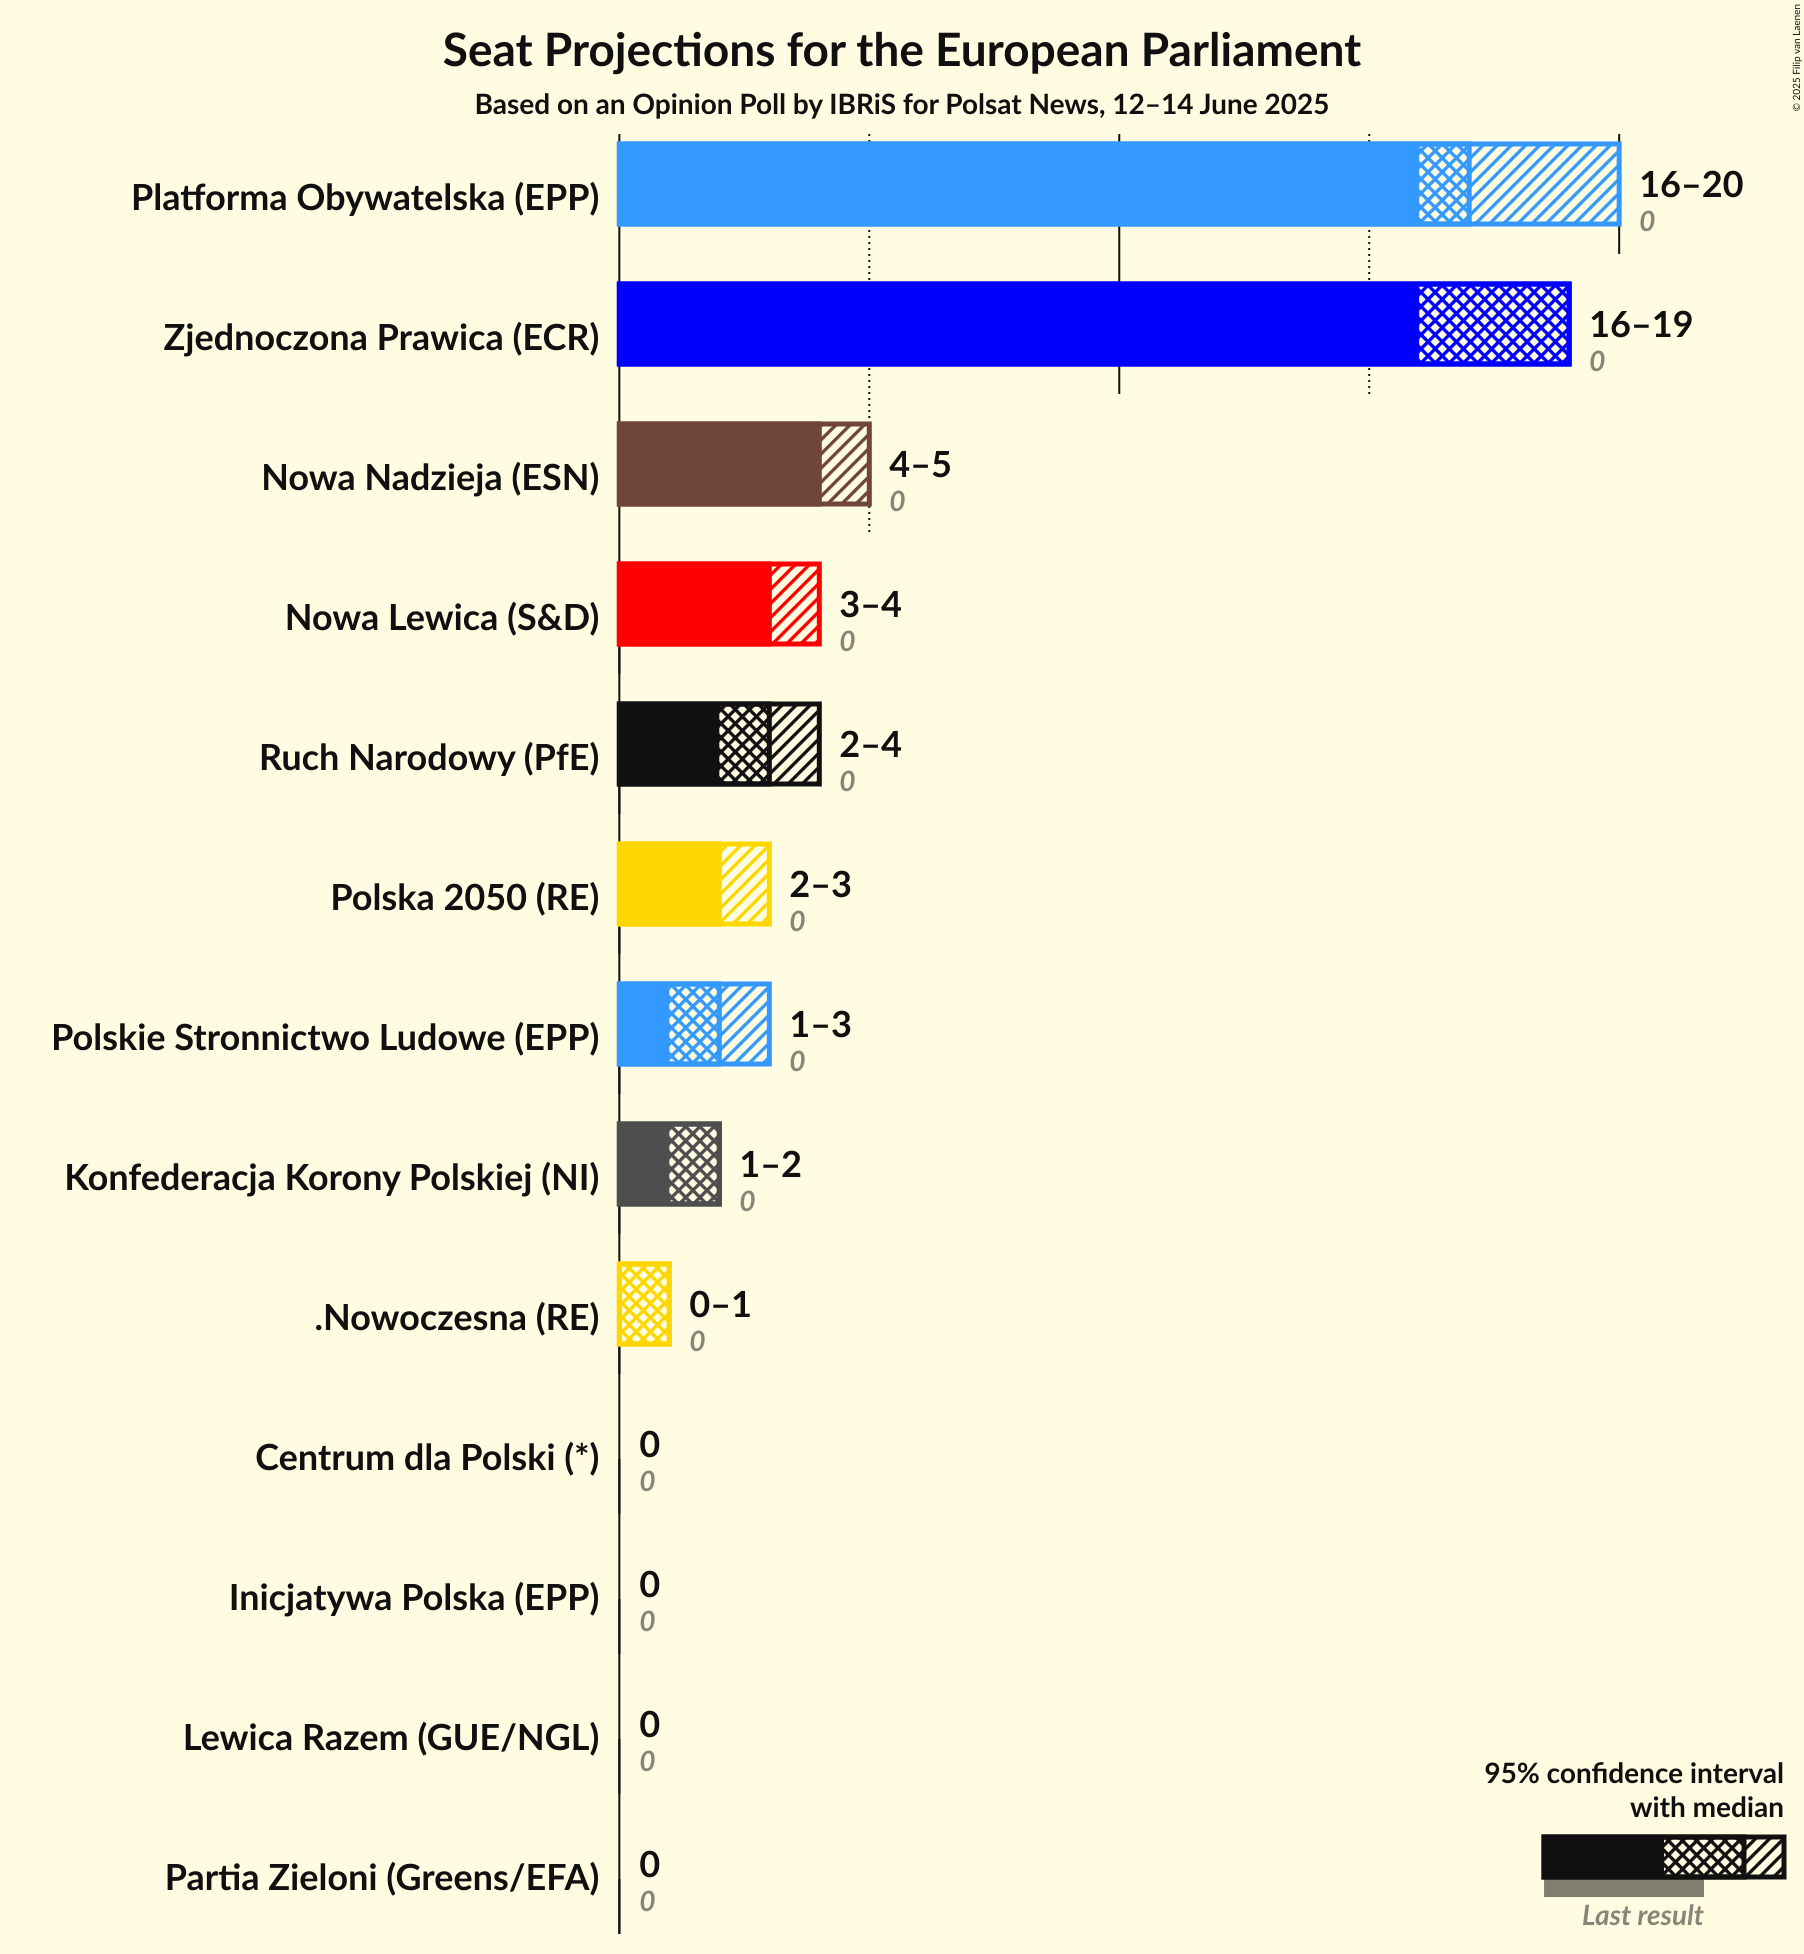 Seat Projections for the European Parliament
Based on an Opinion Poll by IBRiS for Polsat News, 12–14 June 2025
© 2025 Filip van Laenen
Platforma Obywatelska (EPP)
16–20
0
Zjednoczona Prawica (ECR)
16–19
0
Nowa Nadzieja (ESN)
4–5
0
Nowa Lewica (S&D)
3–4
0
Ruch Narodowy (PfE)
2–4
0
Polska 2050 (RE)
2–3
0
Polskie Stronnictwo Ludowe (EPP)
1–3
0
Konfederacja Korony Polskiej (NI)
1–2
0
.Nowoczesna (RE)
0–1
0
Centrum dla Polski (*)
0
0
Inicjatywa Polska (EPP)
0
0
Lewica Razem (GUE/NGL)
0
0
Partia Zieloni (Greens/EFA)
0
0
95% confidence interval
with median
Last result